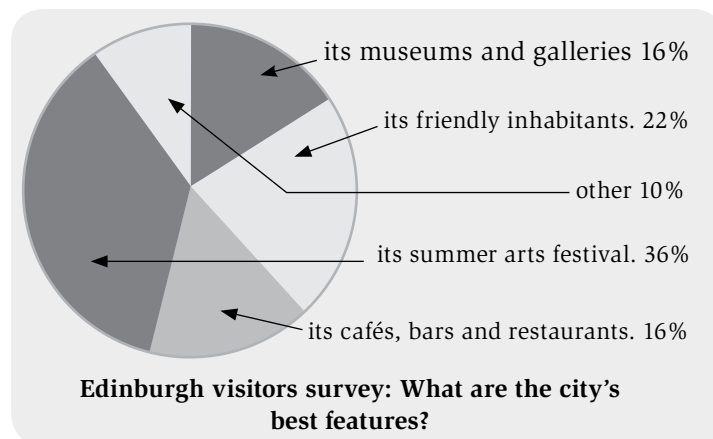 its museums and galleries 16%
its friendly inhabitants. 22%
other 10%
its summer arts festival. 36%
its cafés, bars and restaurants. 16%
Edinburgh visitors survey: What are the city's
best features?